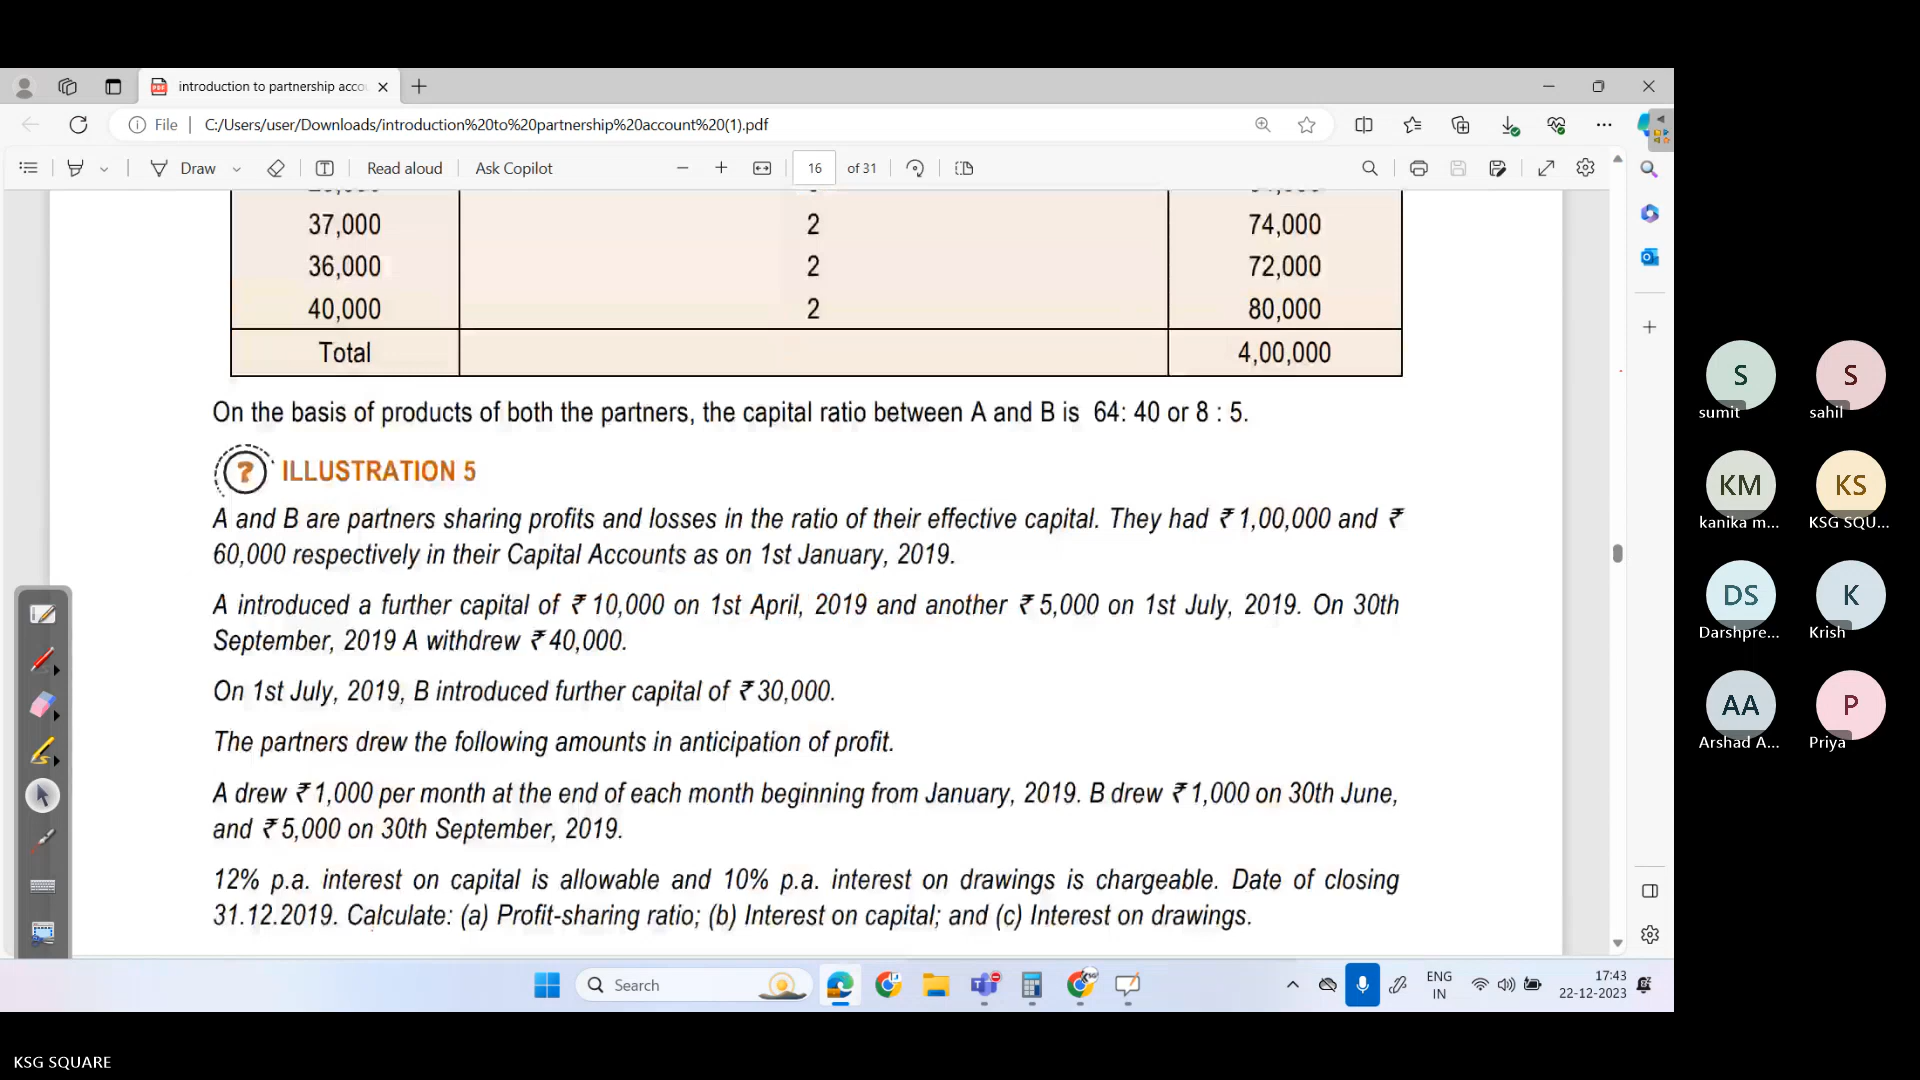 introduction to partnership acco
File
C:/Users/user/Downloads/introduction%20to%20partnership%20account%20(1).pdf
Draw
Read aloud
Ask Copilot
16
of 31
37,000 2 74,000
36,000 2 72,000
40,000 2 80,000
Total 4,00,000
On the basis of products of both the partners, the capital ratio between A and B is 64: 40 or 8 : 5.
? ILLUSTRATION 5
A and B are partners sharing profits and losses in the ratio of their effective capital. They had ₹ 1,00,000 and ₹
60,000 respectively in their Capital Accounts as on 1st January, 2019.
A introduced a further capital of ₹ 10,000 on 1st April, 2019 and another ₹ 5,000 on 1st July, 2019. On 30th
September, 2019 A withdrew ₹ 40,000.
On 1st July, 2019, B introduced further capital of ₹ 30,000.
The partners drew the following amounts in anticipation of profit.
A drew ₹ 1,000 per month at the end of each month beginning from January, 2019. B drew ₹ 1,000 on 30th June,
and ₹ 5,000 on 30th September, 2019.
12% p.a. interest on capital is allowable and 10% p.a. interest on drawings is chargeable. Date of closing
31.12.2019. Calculate: (a) Profit-sharing ratio; (b) Interest on capital; and (c) Interest on drawings.
S
sumit
S
sahil
KM
kanika m...
KS
KSG SQU...
DS
Darshpre...
K
Krish
AA
Arshad A...
P
Priya
Search
ENG
IN
17:43
22-12-2023
KSG SQUARE